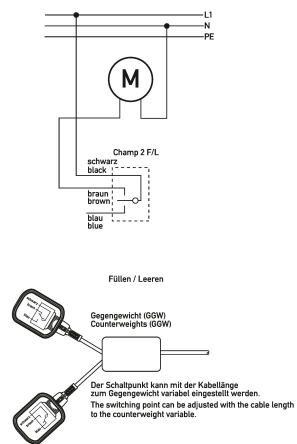 L1
N
PE
M
Champ 2 F/L
schwarz
black
braun
brown
blau
blue
Füllen / Leeren
Gegengewicht (GGW)
Counterweights (GGW)
Der Schaltpunkt kann mit der Kabellänge
zum Gegengewicht variabel eingestellt werden.
The switching point can be adjusted with the cable length
to the counterweight variable.